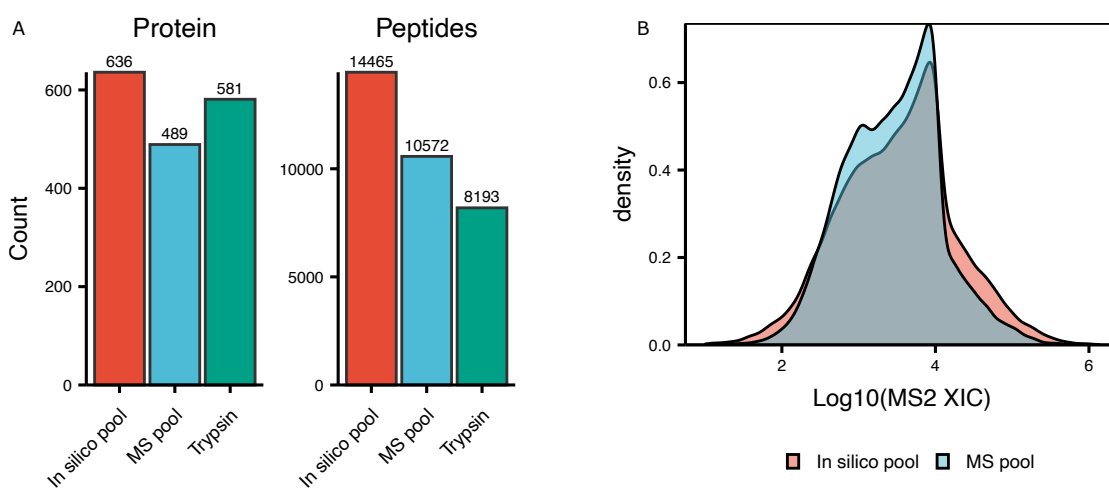 A
Protein
Peptides
Count
600
400
200
0
636
489
581
In silico pool
MS pool
Trypsin
10000
5000
0
14465
10572
8193
In silico pool
MS pool
Trypsin
B
density
0.6
0.4
0.2
0.0
2
4
6
Log10(MS2 XIC)
In silico pool
MS pool